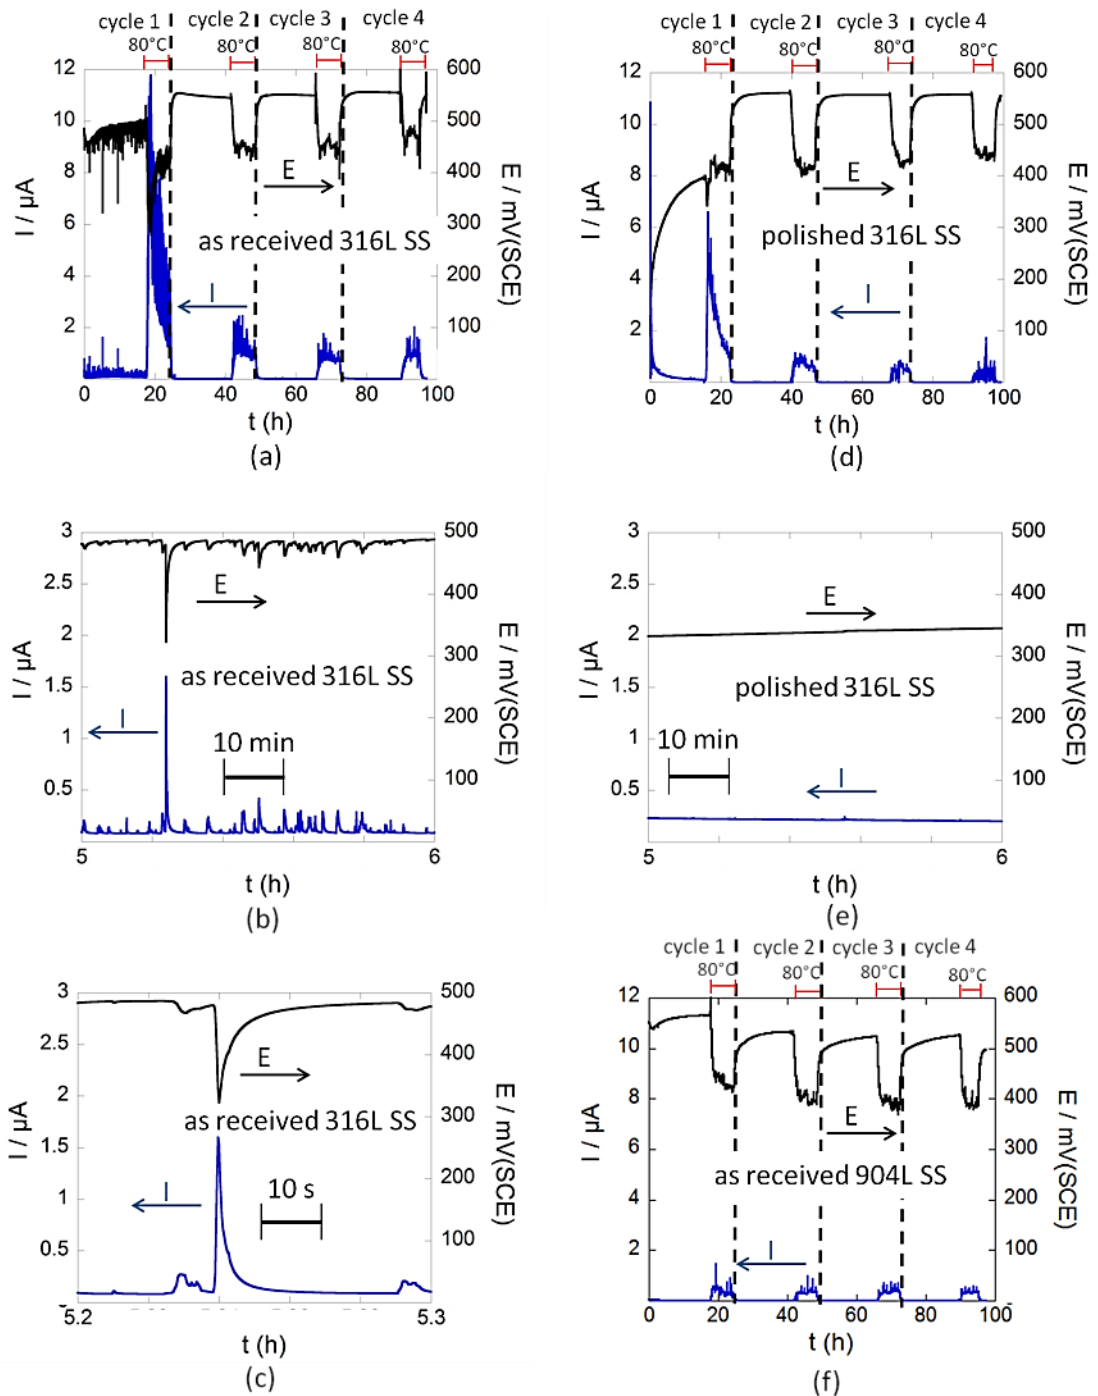 cycle 1 cycle 2 cycle 3 cycle 4
80°C 80°C 80°C 80°C
12 600
10 500
8 400
6 300
4 200
2 100
I / µA
E / mV(SCE)
E
as received 316L SS
I
0 20 40 60 80 100
t (h)
(a)
cycle 1 cycle 2 cycle 3 cycle 4
80°C 80°C 80°C 80°C
12 600
10 500
8 400
6 300
4 200
2 100
I / µA
E / mV(SCE)
E
polished 316L SS
I
0 20 40 60 80 100
t (h)
(d)
3 500
2.5 400
2
1.5 300
1 200
0.5 100
I / µA
E / mV(SCE)
E
as received 316L SS
I
10 min
5 6
t (h)
(b)
3 500
2.5 400
2
1.5 300
1 200
0.5 100
I / µA
E / mV(SCE)
E
polished 316L SS
10 min
I
5 6
t (h)
(e)
3 500
2.5 400
2
1.5 300
1 200
0.5 100
I / µA
E / mV(SCE)
E
as received 316L SS
I
10 s
5.2 5.3
t (h)
(c)
cycle 1 cycle 2 cycle 3 cycle 4
80°C 80°C 80°C 80°C
12 600
10 500
8 400
6 300
4 200
2 100
I / µA
E / mV(SCE)
E
as received 904L SS
I
0 20 40 60 80 100
t (h)
(f)